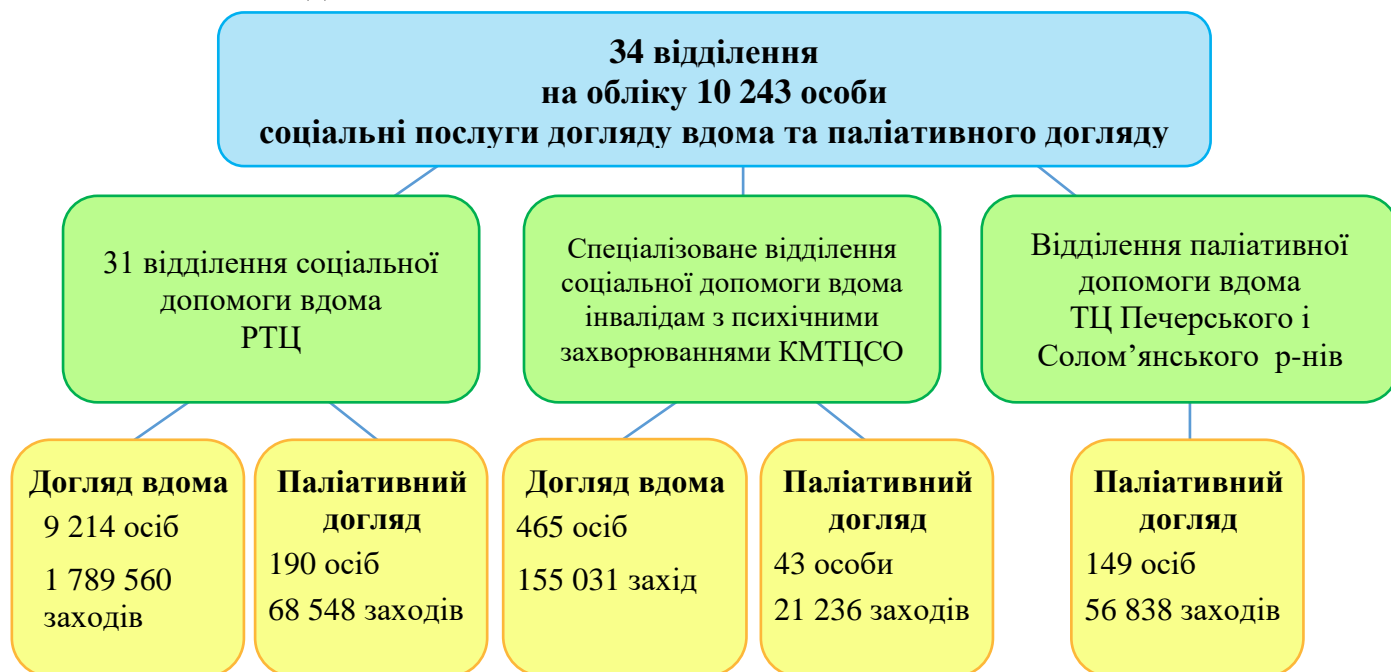 34 відділення
на обліку 10 243 особи
соціальні послуги догляду вдома та паліативного догляду
31 відділення соціальної
допомоги вдома
РТЦ
Спеціалізоване відділення
соціальної допомоги вдома
інвалідам з психічними
захворюваннями КМТЦСО
Відділення паліативної
допомоги вдома
ТЦ Печерського і
Солом’янського р-нів
Догляд вдома
9 214 осіб
1 789 560
заходів
Паліативний
догляд
190 осіб
68 548 заходів
Догляд вдома
465 осіб
155 031 захід
Паліативний
догляд
43 особи
21 236 заходів
Паліативний
догляд
149 осіб
56 838 заходів